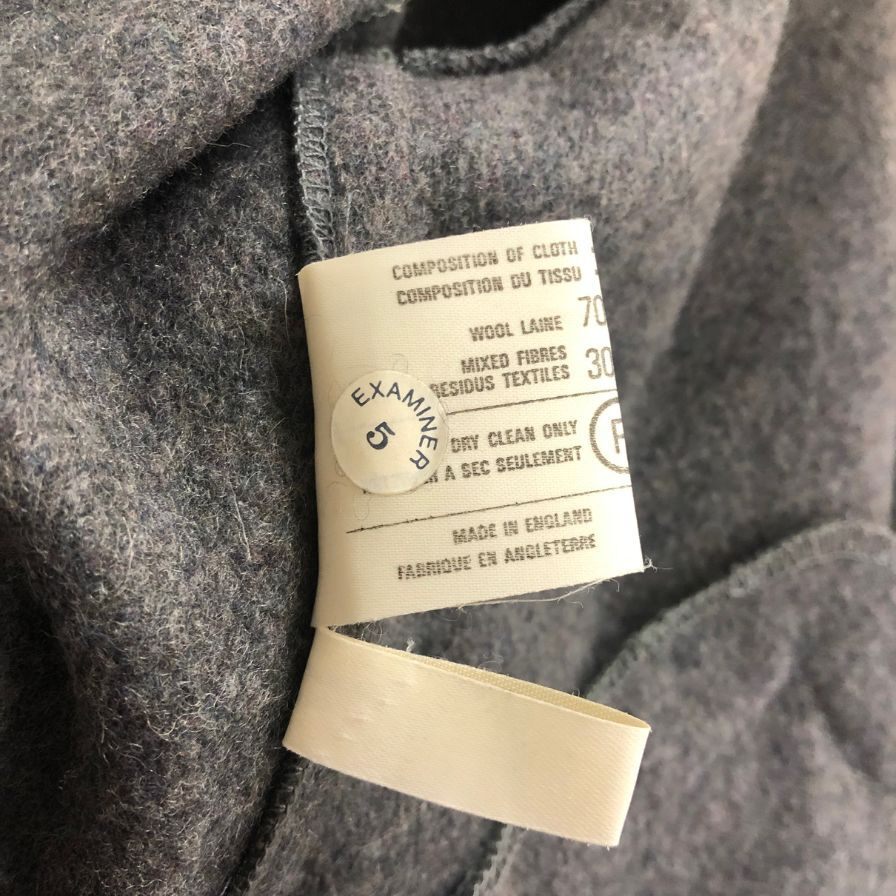 COMPOSITION OF CLOTH
COMPOSITION DU TISSU
WOOL LAINE 70
MIXED FIBRES
RESIDUS TEXTILES 30
EXAMINER
5
DRY CLEAN ONLY
A SEC SEULEMENT
P
MADE IN ENGLAND
FABRIQUE EN ANGLETERRE